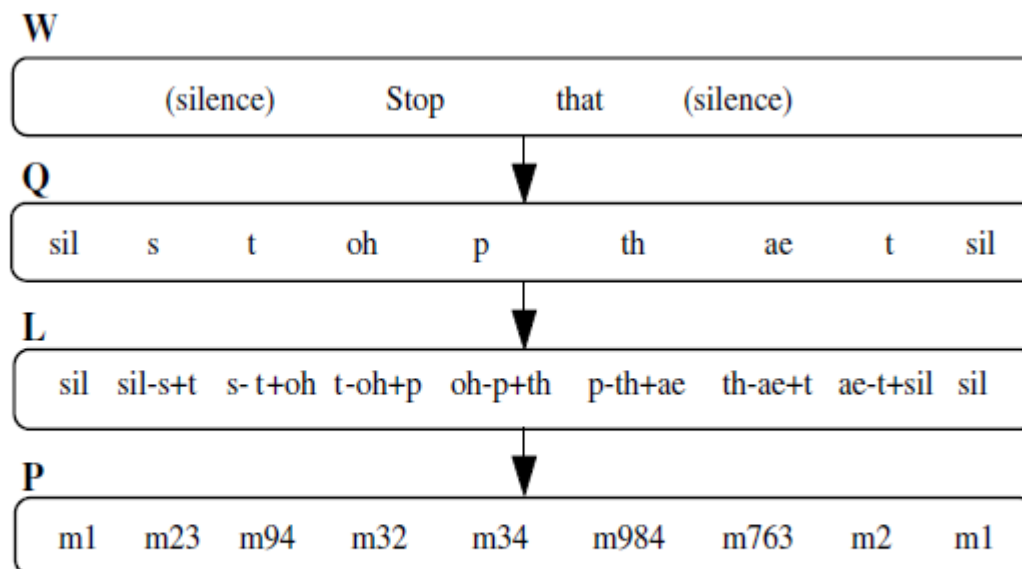 W
(silence) Stop that (silence)
Q
sil s t oh p th ae t sil
L
sil sil-s+t s- t+oh t-oh+p oh-p+th p-th+ae th-ae+t ae-t+sil sil
P
m1 m23 m94 m32 m34 m984 m763 m2 m1